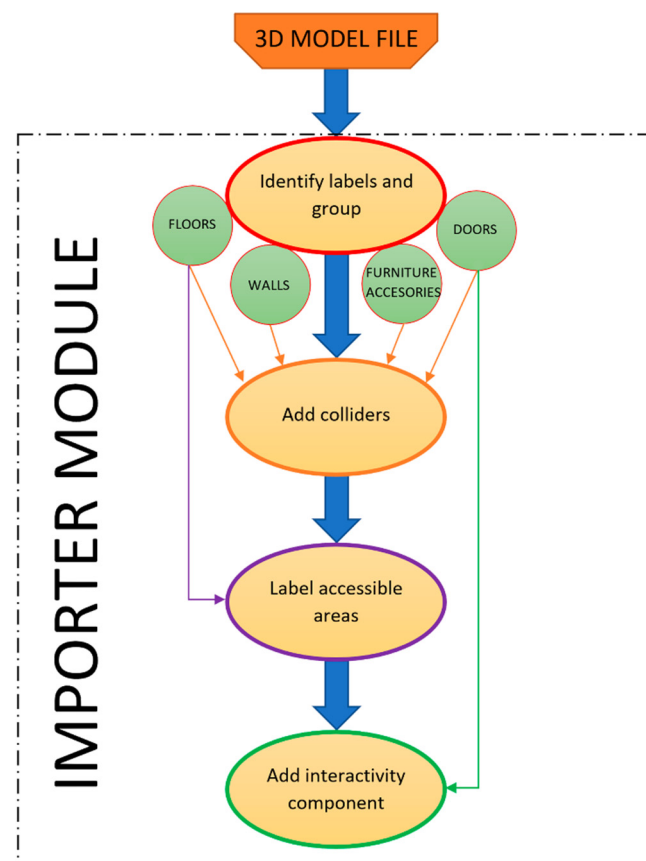 3D MODEL FILE
IMPORTER MODULE
Identify labels and
group
FLOORS
DOORS
WALLS
FURNITURE
ACCESORIES
Add colliders
Label accessible
areas
Add interactivity
component